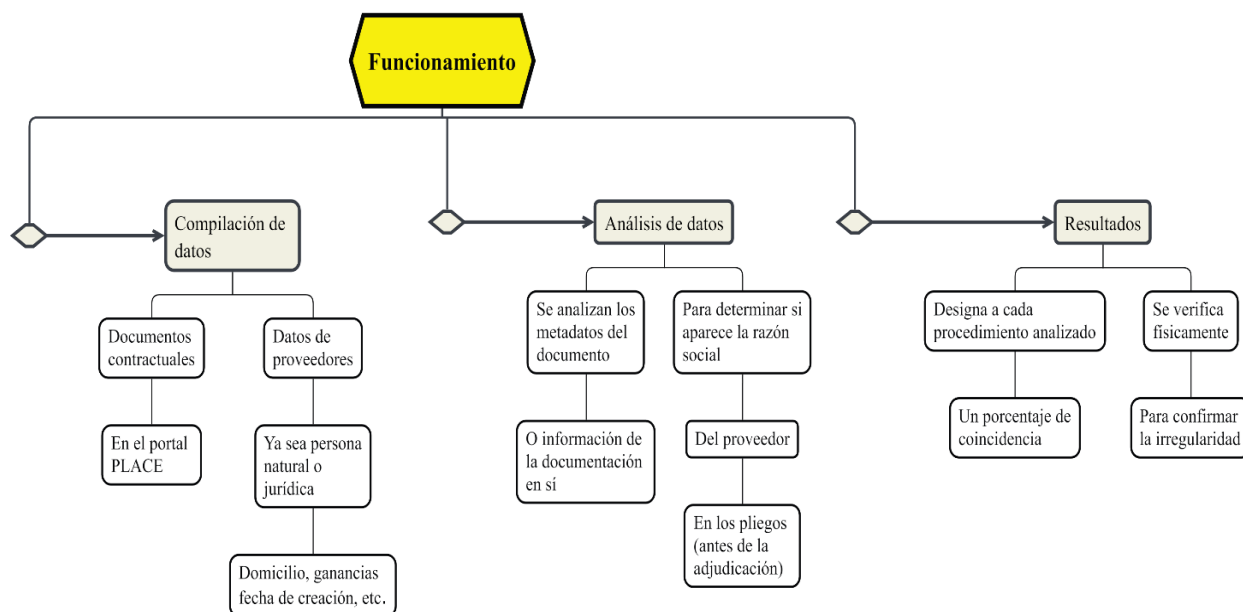 Funcionamiento
Compilación de
datos
Documentos
contractuales
En el portal
PLACE
Datos de
proveedores
Ya sea persona
natural o
jurídica
Domicilio, ganancias
fecha de creación, etc.
Análisis de datos
Se analizan los
metadatos del
documento
O información de
la documentación
en sí
Para determinar si
aparece la razón
social
Del proveedor
En los pliegos
(antes de la
adjudicación)
Resultados
Designa a cada
procedimiento analizado
Un porcentaje de
coincidencia
Se verifica
físicamente
Para confirmar
la irregularidad